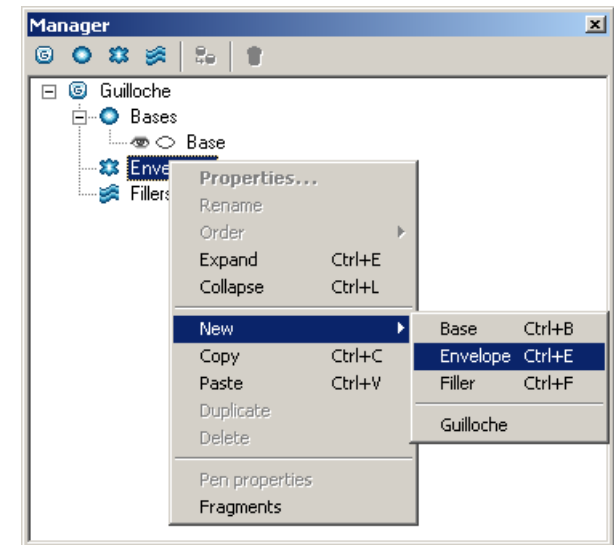 Manager
Guilloche
Bases
Base
Enve
Fillers
Properties...
Rename
Order
Expand Ctrl+E
Collapse Ctrl+L
New
Copy Ctrl+C
Paste Ctrl+V
Duplicate
Delete
Pen properties
Fragments
Base Ctrl+B
Envelope Ctrl+E
Filler Ctrl+F
Guilloche